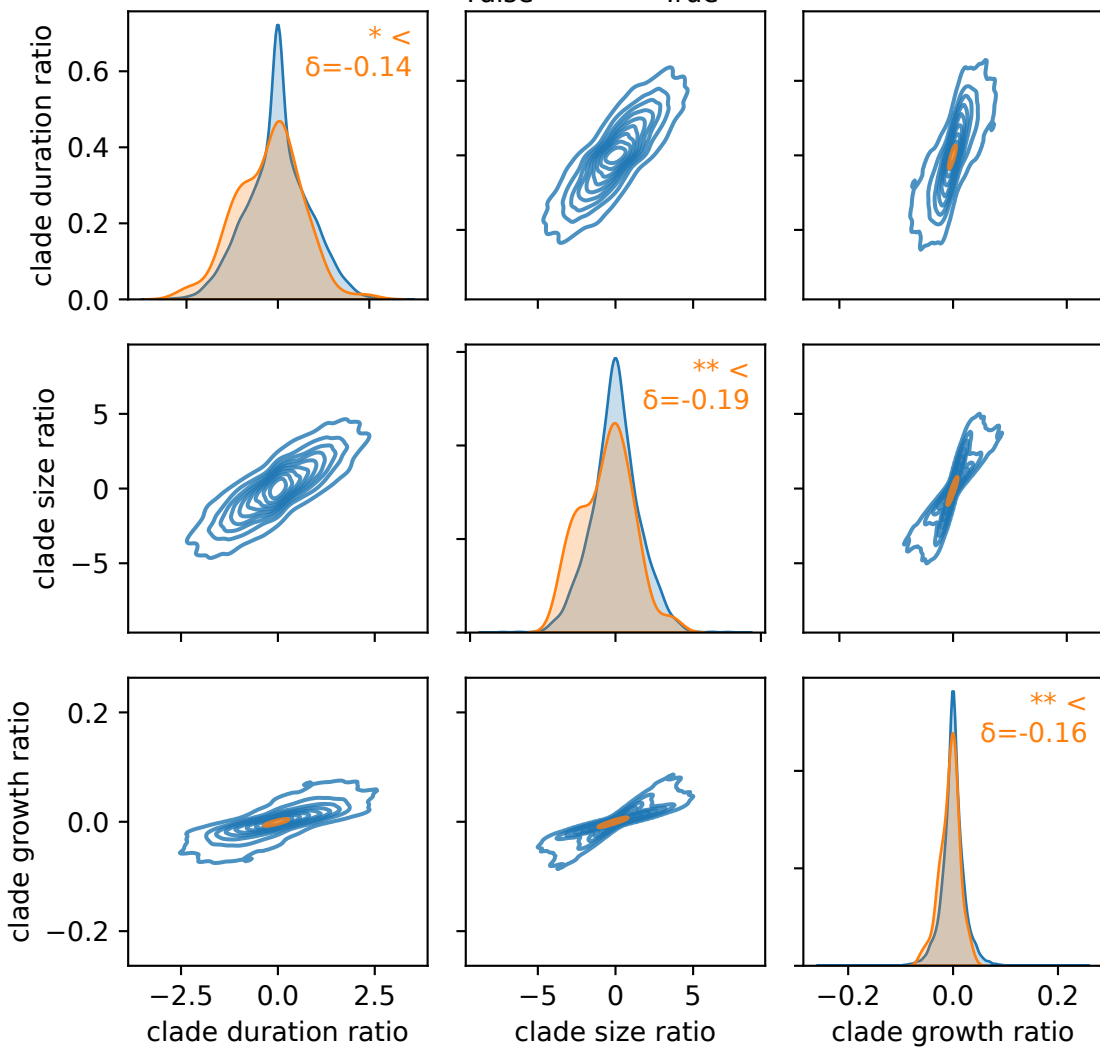 clade duration ratio
0.6
0.4
0.2
0.0
* <
δ=-0.14
clade size ratio
5
0
−5
** <
δ=-0.19
clade growth ratio
0.2
0.0
−0.2
** <
δ=-0.16
−2.5 0.0 2.5
−5 0 5
−0.2 0.0 0.2
clade duration ratio
clade size ratio
clade growth ratio